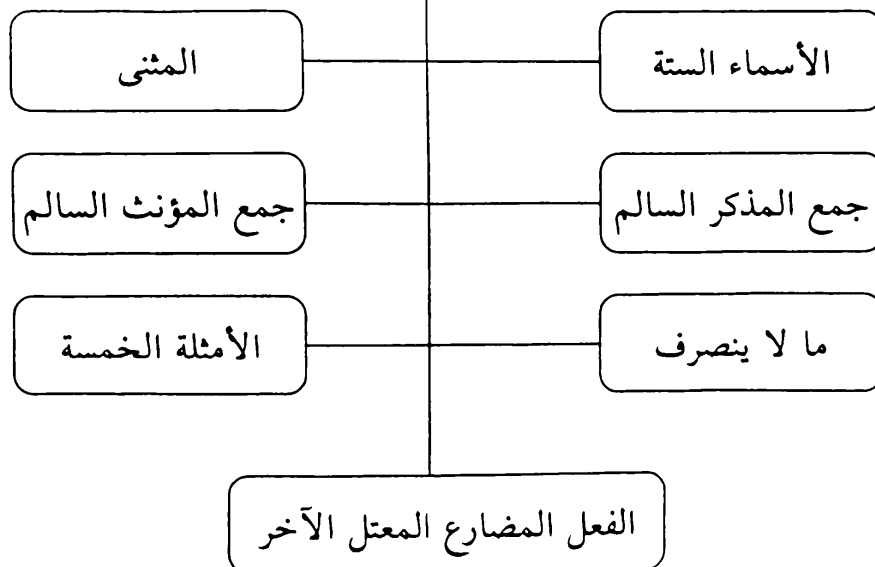 الأسماء الستة
المثنى
جمع المذكر السالم
جمع المؤنث السالم
ما لا ينصرف
الأمثلة الخمسة
الفعل المضارع المعتل الآخر